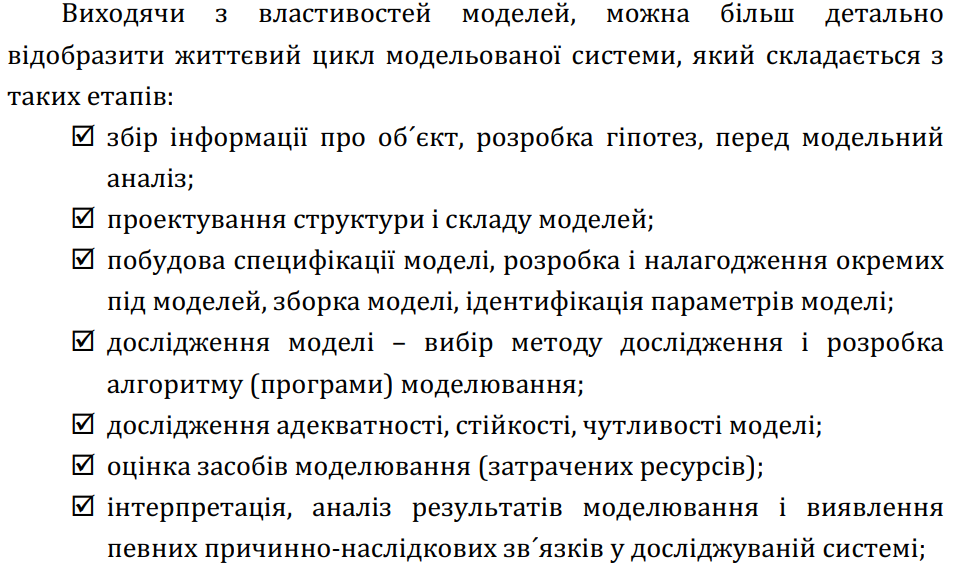 Виходячи з властивостей моделей, можна більш детально
відобразити життєвий цикл модельованої системи, який складається з
таких етапів:
☑ збір інформації про об´єкт, розробка гіпотез, перед модельний
аналіз;
☑ проектування структури і складу моделей;
☑ побудова специфікації моделі, розробка і налагодження окремих
під моделей, зборка моделі, ідентифікація параметрів моделі;
☑ дослідження моделі – вибір методу дослідження і розробка
алгоритму (програми) моделювання;
☑ дослідження адекватності, стійкості, чутливості моделі;
☑ оцінка засобів моделювання (затрачених ресурсів);
☑ інтерпретація, аналіз результатів моделювання і виявлення
певних причинно-наслідкових зв´язків у досліджуваній системі;